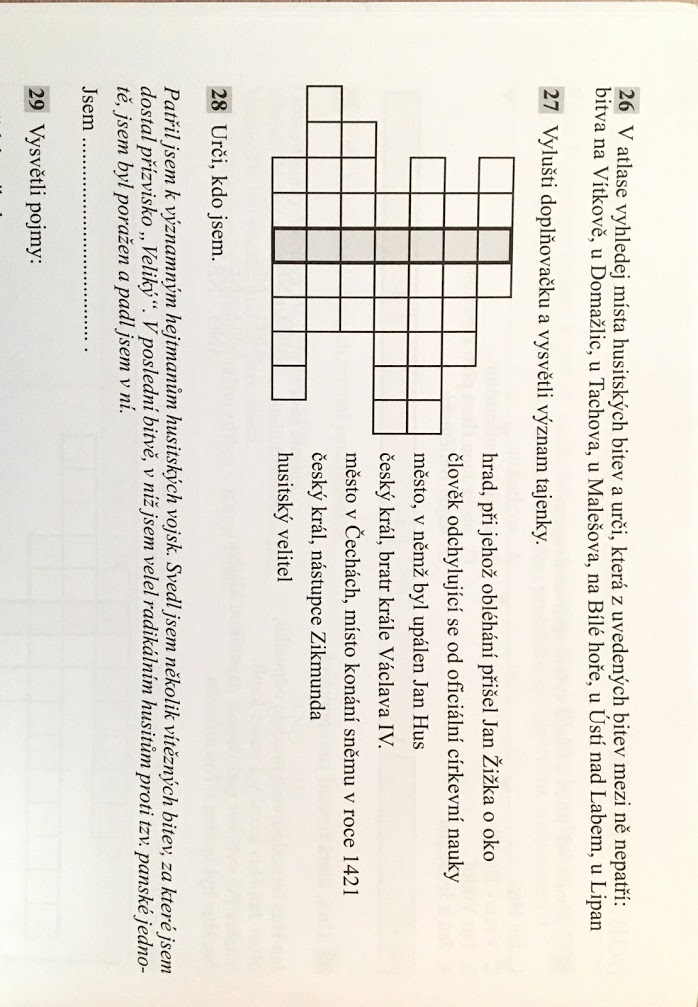 26 V atlase vyhledej místa husitských bitev a urči, která z uvedených bitev mezi ně nepatří:
bitva na Vítkově, u Domažlic, u Tachova, u Malešova, na Bílé hoře, u Ústí nad Labem, u Lipan
27 Vylušti doplňovačku a vysvětli význam tajenky.
hrad, při jehož obléhání přišel Jan Žižka o oko
člověk odchylující se od oficiální církevní nauky
město, v němž byl upálen Jan Hus
český král, bratr krále Václava IV.
město v Čechách, místo konání sněmu v roce 1421
český král, nástupce Zikmunda
husitský velitel
28 Urči, kdo jsem.
Patřil jsem k významným hejtmanům husitských vojsk. Svedl jsem několik vítězných bitev, za které jsem
dostal přízvisko „Veliký“. V poslední bitvě, v níž jsem velel radikálním husitům proti tzv. panské jedno-
tě, jsem byl poražen a padl jsem v ní.
Jsem ........................................ .
29 Vysvětli pojmy: